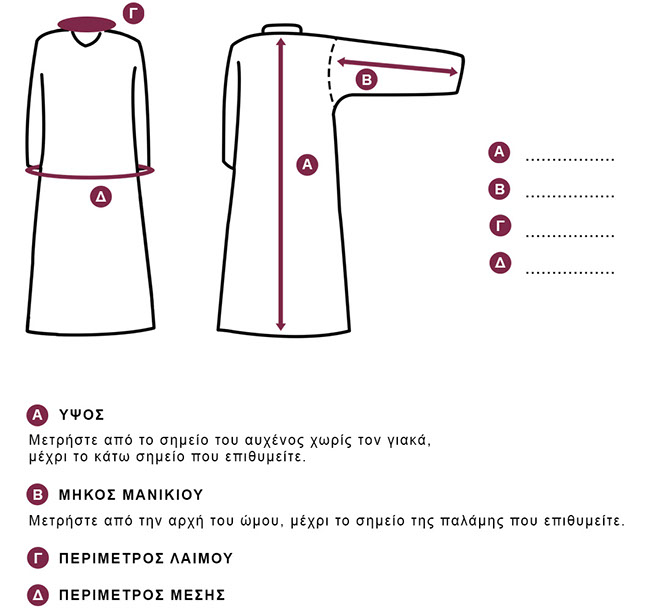 Γ
Β
Α
Δ
Α ..................
Β ..................
Γ ..................
Δ ..................
Α ΥΨΟΣ
Μετρήστε από το σημείο του αυχένος χωρίς τον γιακά,
μέχρι το κάτω σημείο που επιθυμείτε.
Β ΜΗΚΟΣ ΜΑΝΙΚΙΟΥ
Μετρήστε από την αρχή του ώμου, μέχρι το σημείο της παλάμης που επιθυμείτε.
Γ ΠΕΡΙΜΕΤΡΟΣ ΛΑΙΜΟΥ
Δ ΠΕΡΙΜΕΤΡΟΣ ΜΕΣΗΣ